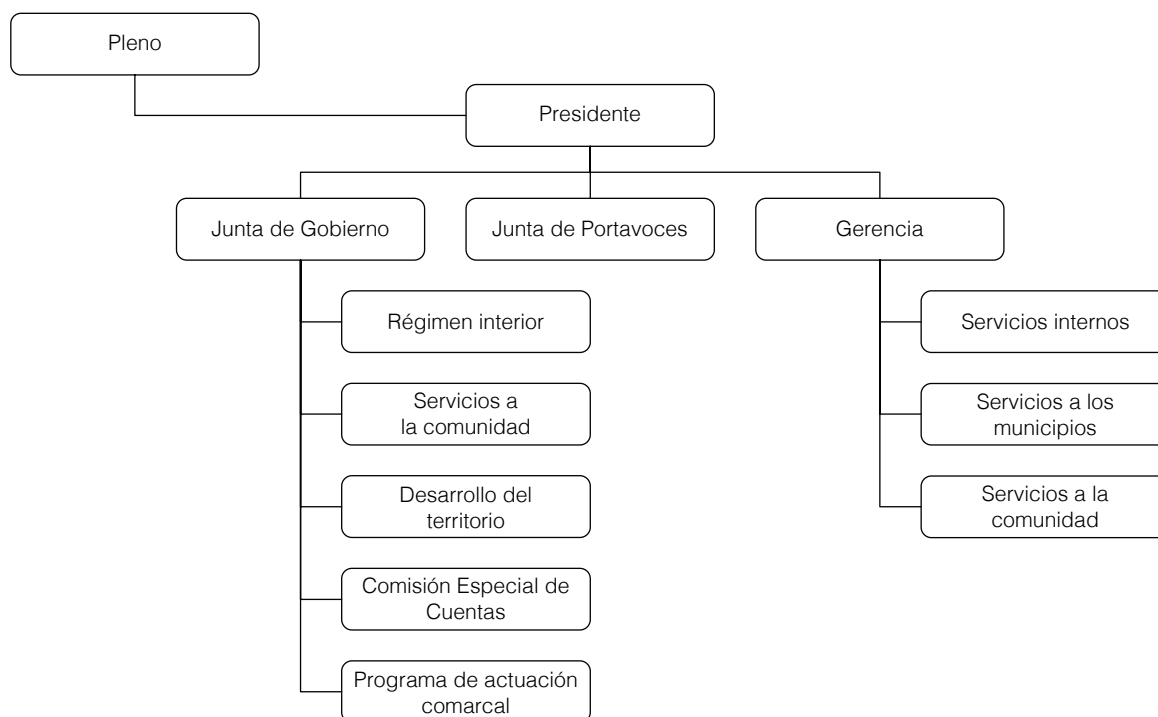 Pleno
Presidente
Junta de Gobierno
Junta de Portavoces
Gerencia
Régimen interior
Servicios a
la comunidad
Desarrollo del
territorio
Comisión Especial de
Cuentas
Programa de actuación
comarcal
Servicios internos
Servicios a los
municipios
Servicios a la
comunidad